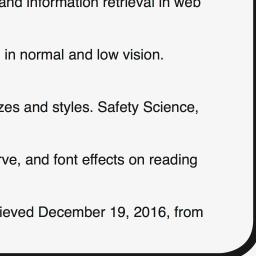 and information retrieval in web
in normal and low vision.
zes and styles. Safety Science,
rve, and font effects on reading
ieved December 19, 2016, from